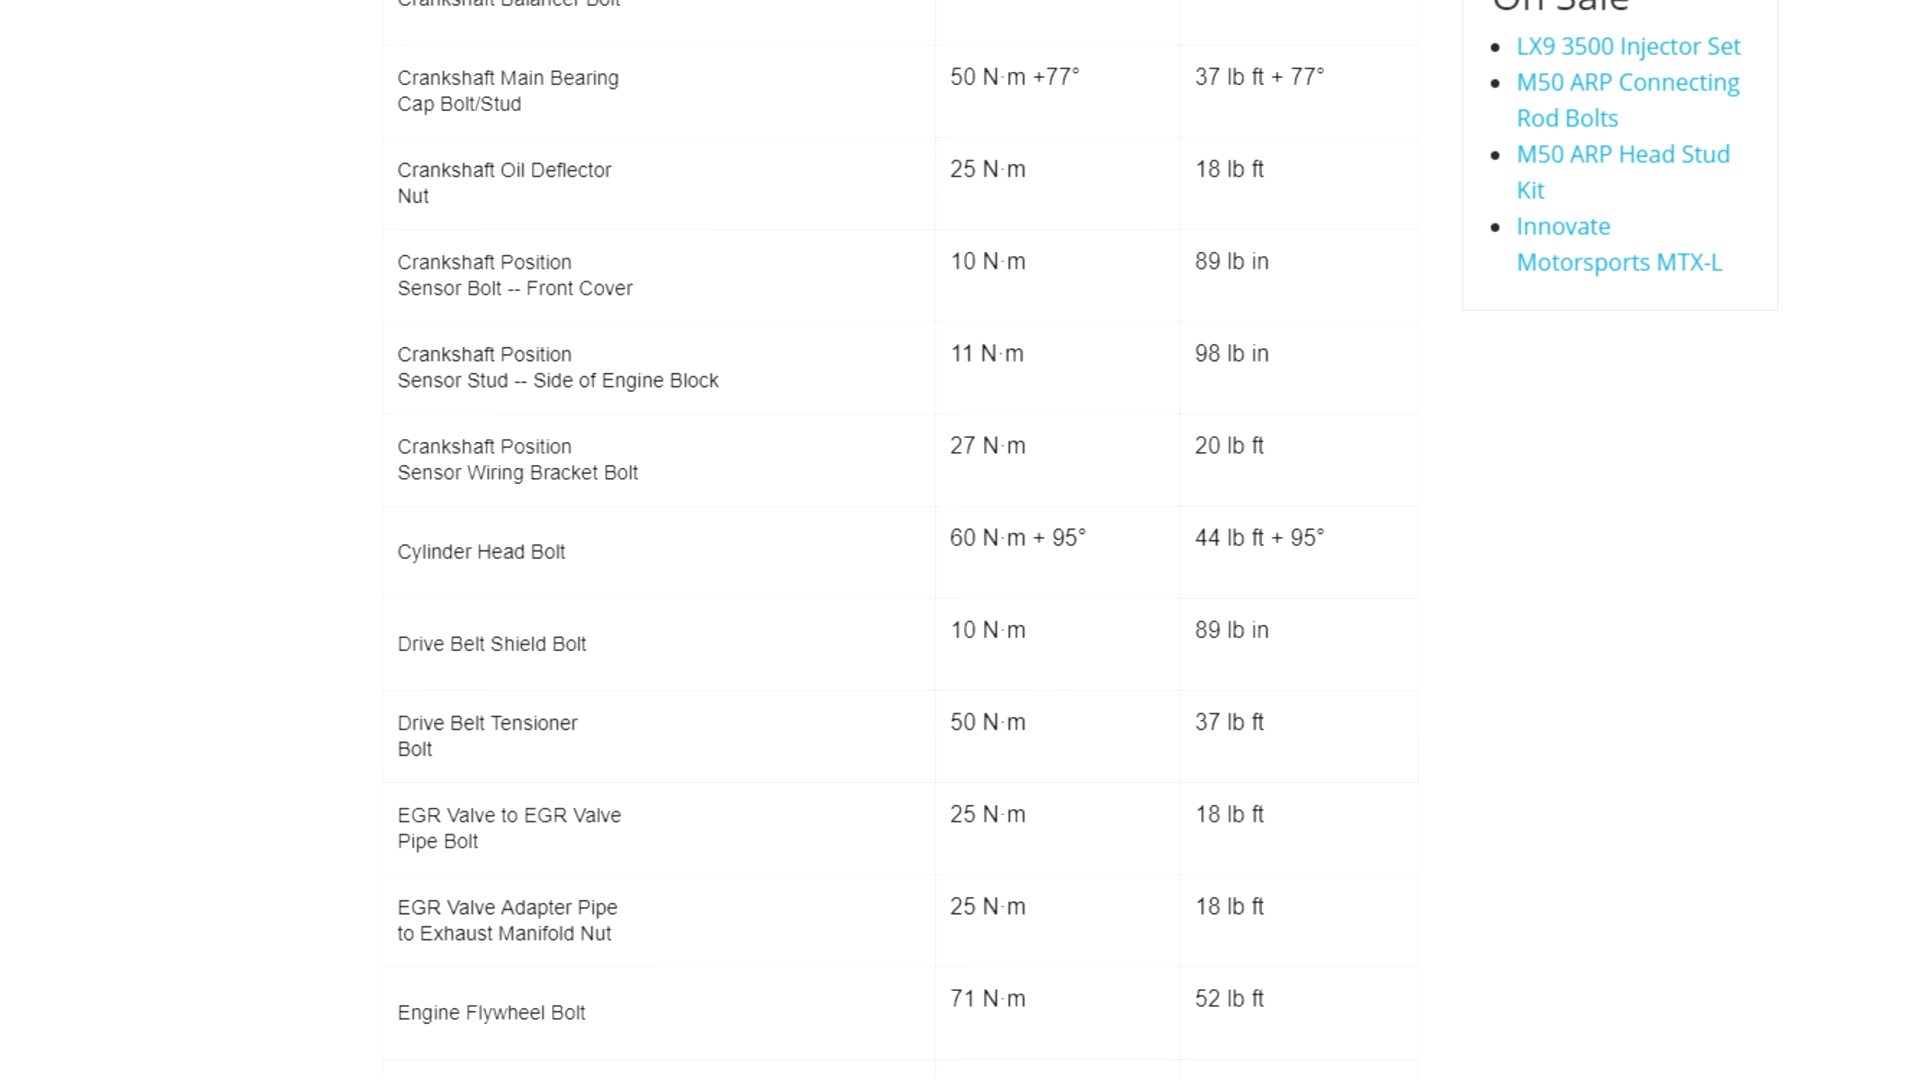 Crankshaft Balancer Bolt
Crankshaft Main Bearing
Cap Bolt/Stud
50 N·m +77°
37 lb ft + 77°
Crankshaft Oil Deflector
Nut
25 N·m
18 lb ft
Crankshaft Position
Sensor Bolt -- Front Cover
10 N·m
89 lb in
Crankshaft Position
Sensor Stud -- Side of Engine Block
11 N·m
98 lb in
Crankshaft Position
Sensor Wiring Bracket Bolt
27 N·m
20 lb ft
Cylinder Head Bolt
60 N·m + 95°
44 lb ft + 95°
Drive Belt Shield Bolt
10 N·m
89 lb in
Drive Belt Tensioner
Bolt
50 N·m
37 lb ft
EGR Valve to EGR Valve
Pipe Bolt
25 N·m
18 lb ft
EGR Valve Adapter Pipe
to Exhaust Manifold Nut
25 N·m
18 lb ft
Engine Flywheel Bolt
71 N·m
52 lb ft
On Sale
LX9 3500 Injector Set
M50 ARP Connecting
Rod Bolts
M50 ARP Head Stud
Kit
Innovate
Motorsports MTX-L